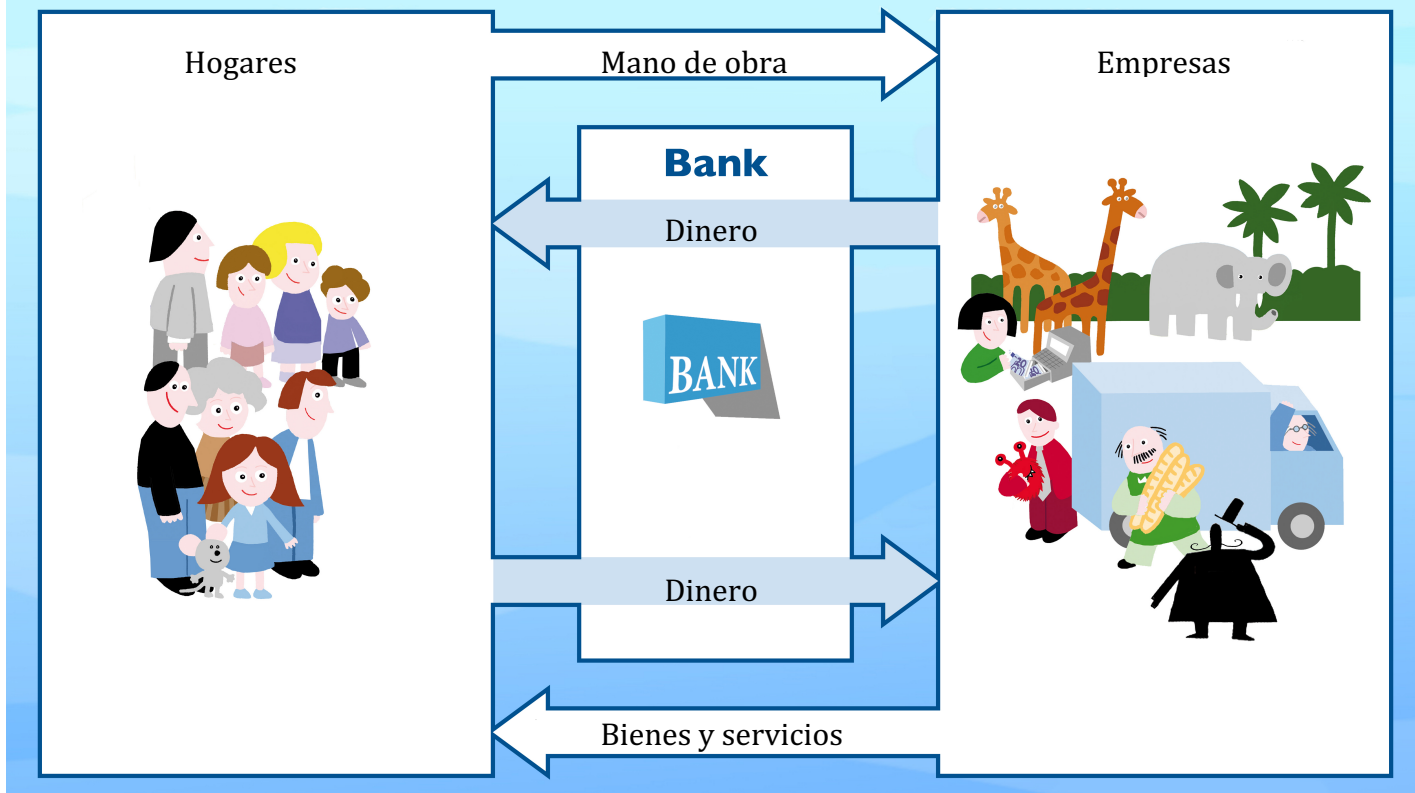 Hogares
Mano de obra
Empresas
Bank
Dinero
BANK
Dinero
Bienes y servicios